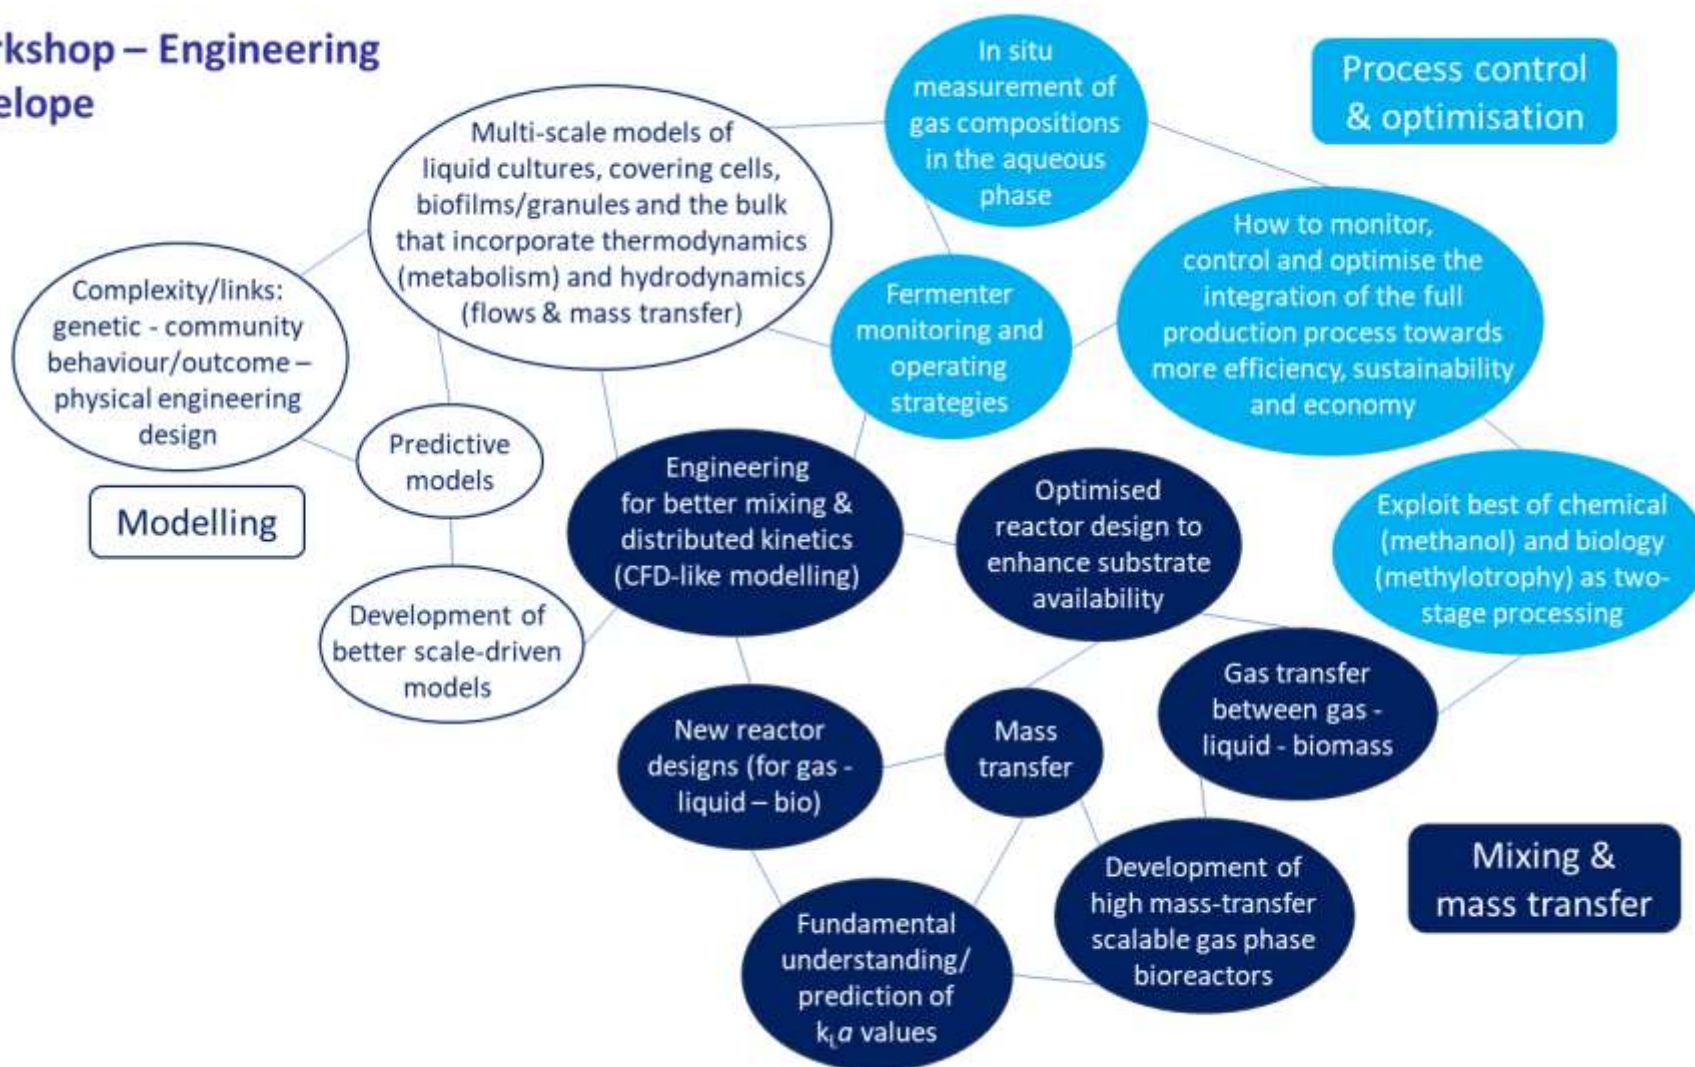 rkshop – Engineering
elope
In situ
measurement of
gas compositions
in the aqueous
phase
Process control
& optimisation
Multi-scale models of
liquid cultures, covering cells,
biofilms/granules and the bulk
that incorporate thermodynamics
(metabolism) and hydrodynamics
(flows & mass transfer)
How to monitor,
control and optimise the
integration of the full
production process towards
more efficiency, sustainability
and economy
Complexity/links:
genetic - community
behaviour/outcome –
physical engineering
design
Fermenter
monitoring and
operating
strategies
Predictive
models
Modelling
Engineering
for better mixing &
distributed kinetics
(CFD-like modelling)
Optimised
reactor design to
enhance substrate
availability
Exploit best of chemical
(methanol) and biology
(methylotrophy) as two-
stage processing
Development of
better scale-driven
models
New reactor
designs (for gas -
liquid – bio)
Mass
transfer
Gas transfer
between gas -
liquid - biomass
Mixing &
mass transfer
Development of
high mass-transfer
scalable gas phase
bioreactors
Fundamental
understanding/
prediction of
kLa values